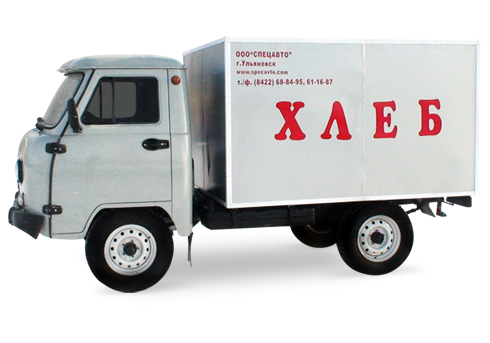 ООО"СПЕЦАВТО"
г.Ульяновск
www.specavto.com
т./ф. (8422) 68-84-95, 61-16-87
ХЛЕБ